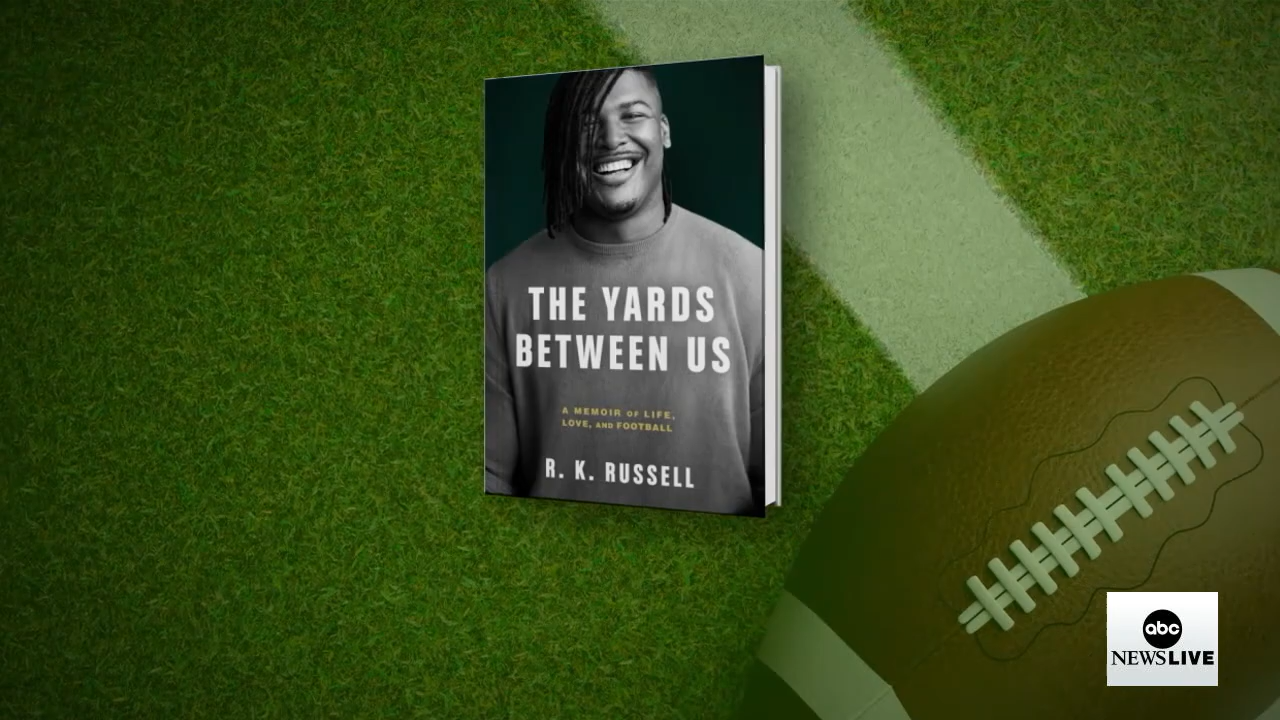 THE YARDS
BETWEEN US
A MEMOIR OF LIFE,
LOVE, AND FOOTBALL
R. K. RUSSELL
abc
NEWSLIVE